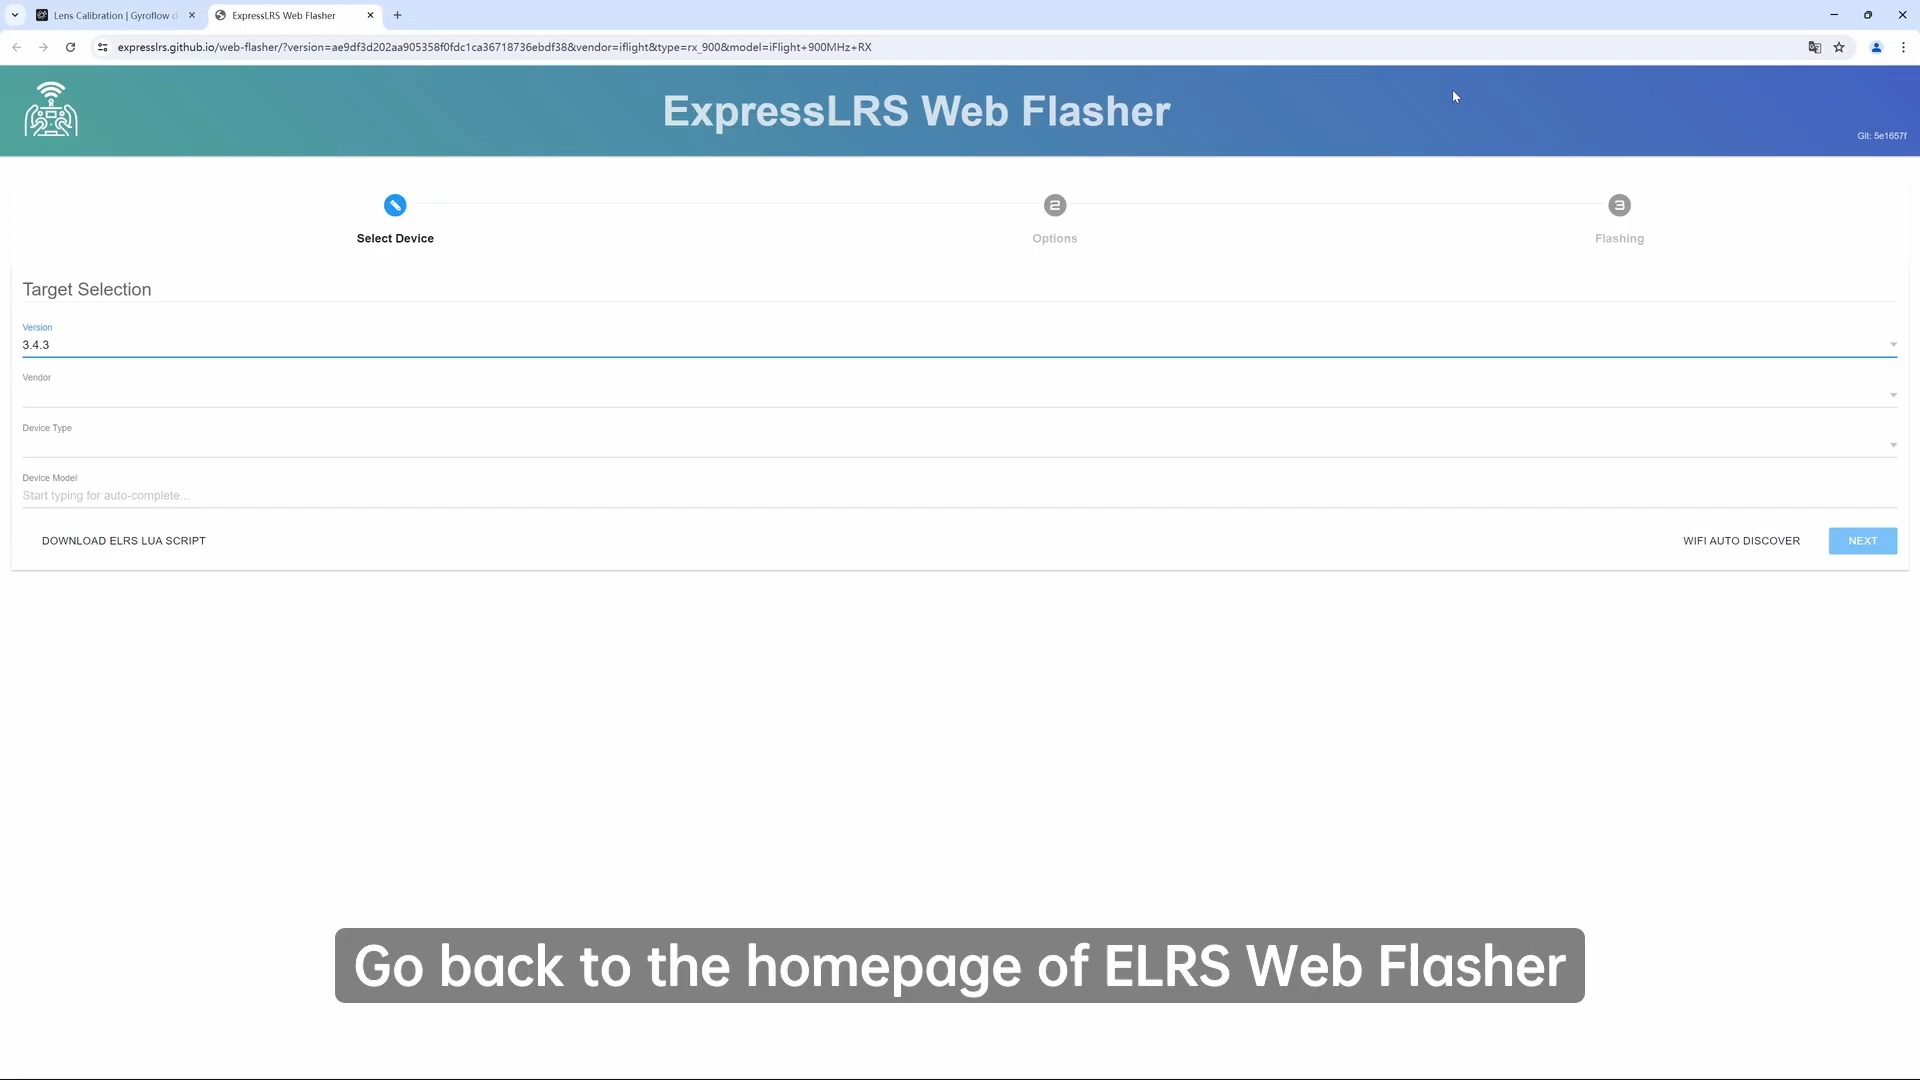 Lens Calibration | Gyroflow
ExpressLRS Web Flasher
expresslrs.github.io/web-flasher/?version=ae9df3d202aa905358f0fdc1ca36718736ebdf38&vendor=iflight&type=rx_900&model=iFlight+900MHz+RX
ExpressLRS Web Flasher
Git: 5e1657f
2
3
Select Device
Options
Flashing
Target Selection
Version
3.4.3
Vendor
Device Type
Device Model
Start typing for auto-complete...
DOWNLOAD ELRS LUA SCRIPT
WIFI AUTO DISCOVER
NEXT
Go back to the homepage of ELRS Web Flasher